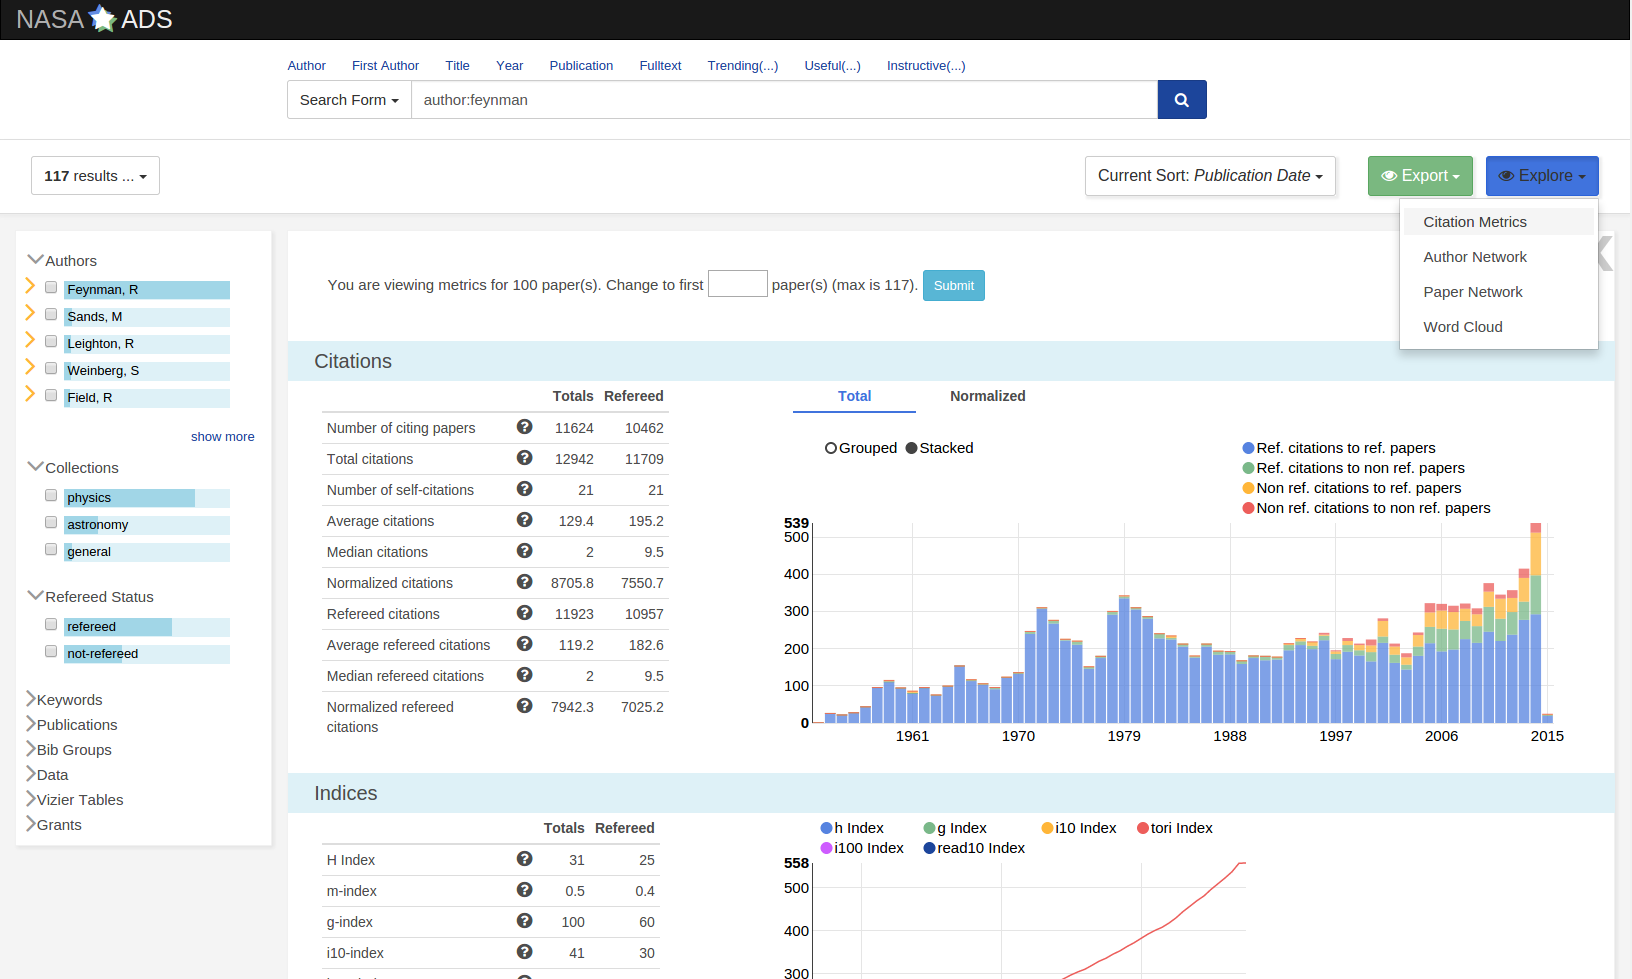 NASA ADS
Author First Author Title Year Publication Fulltext Trending(...) Useful(...) Instructive(...)
Search Form author:feynman
117 results ... Current Sort: Publication Date Export Explore
Citation Metrics
Author Network
Paper Network
Word Cloud
Authors
Feynman, R
Sands, M
Leighton, R
Weinberg, S
Field, R
show more
Collections
physics
astronomy
general
Refereed Status
refereed
not-refereed
Keywords
Publications
Bib Groups
Data
Vizier Tables
Grants
You are viewing metrics for 100 paper(s). Change to first paper(s) (max is 117). Submit
Citations
Totals Refereed
Number of citing papers ? 11624 10462
Total citations ? 12942 11709
Number of self-citations ? 21 21
Average citations ? 129.4 195.2
Median citations ? 2 9.5
Normalized citations ? 8705.8 7550.7
Refereed citations ? 11923 10957
Average refereed citations ? 119.2 182.6
Median refereed citations ? 2 9.5
Normalized refereed ? 7942.3 7025.2
citations
Total Normalized
Grouped Stacked
Ref. citations to ref. papers
Ref. citations to non ref. papers
Non ref. citations to ref. papers
Non ref. citations to non ref. papers
539
500
400
300
200
100
0
1961 1970 1979 1988 1997 2006 2015
Indices
Totals Refereed
H Index ? 31 25
m-index ? 0.5 0.4
g-index ? 100 60
i10-index ? 41 30
h Index g Index i10 Index tori Index
i100 Index read10 Index
558
500
400
300